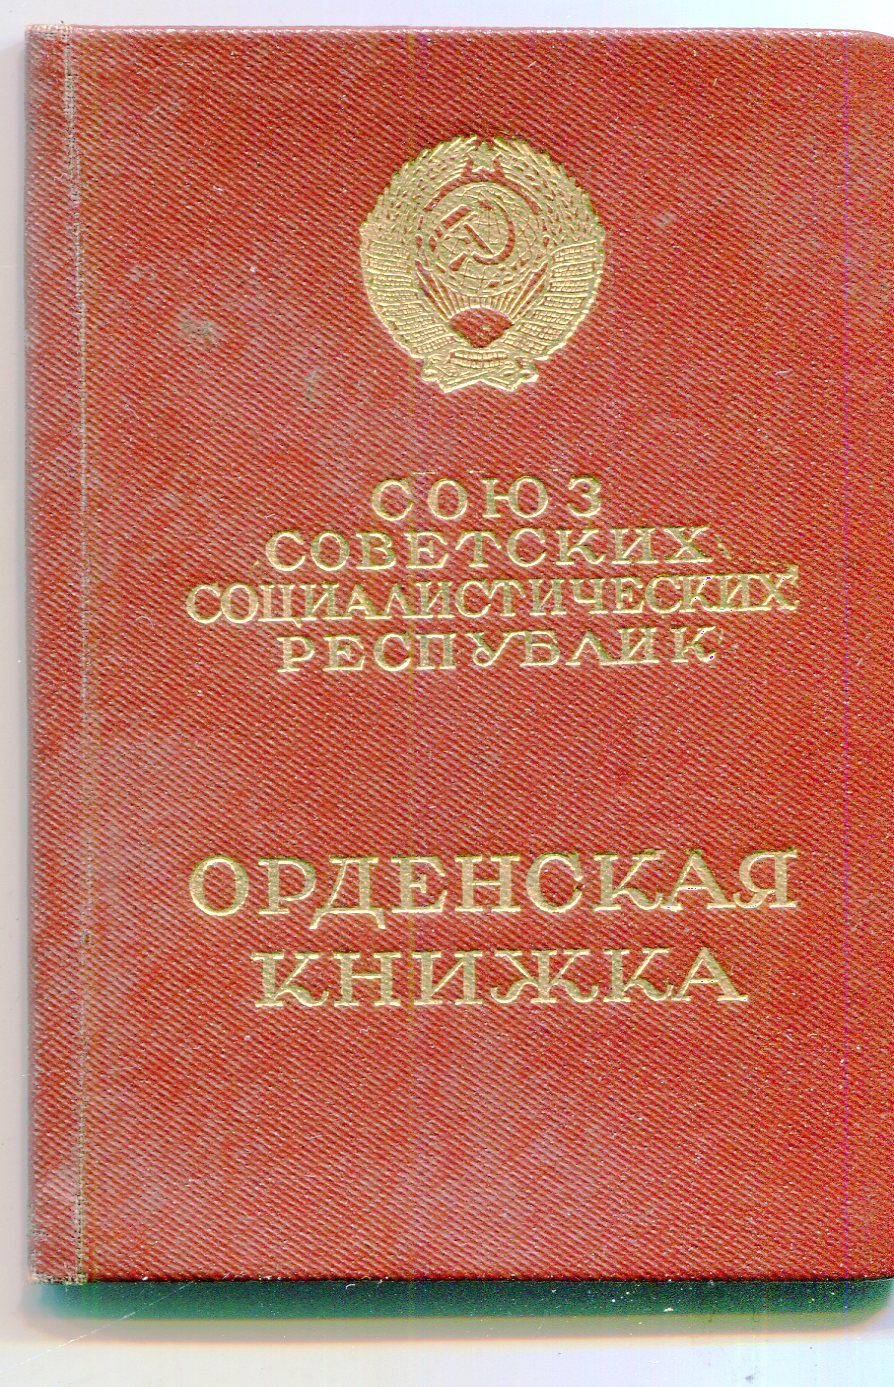 СОЮЗ
СОВЕТСКИХ
СОЦИАЛИСТИЧЕСКИХ
РЕСПУБЛИК
ОРДЕНСКАЯ
КНИЖКА